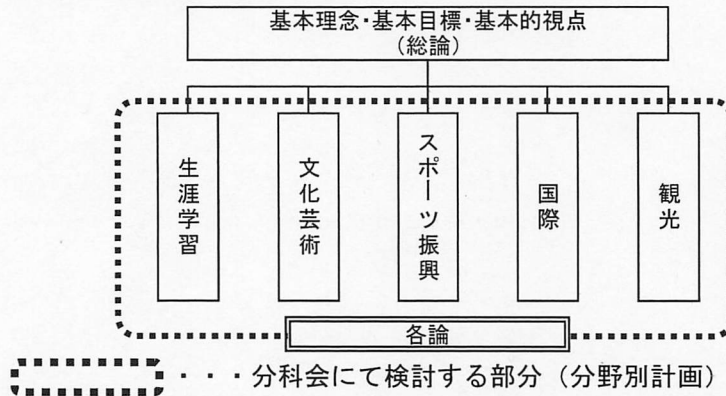 基本理念・基本目標・基本的視点
(総論)
生涯学習
文化芸術
スポーツ振興
国際
観光
各論
・・・分科会にて検討する部分（分野別計画）